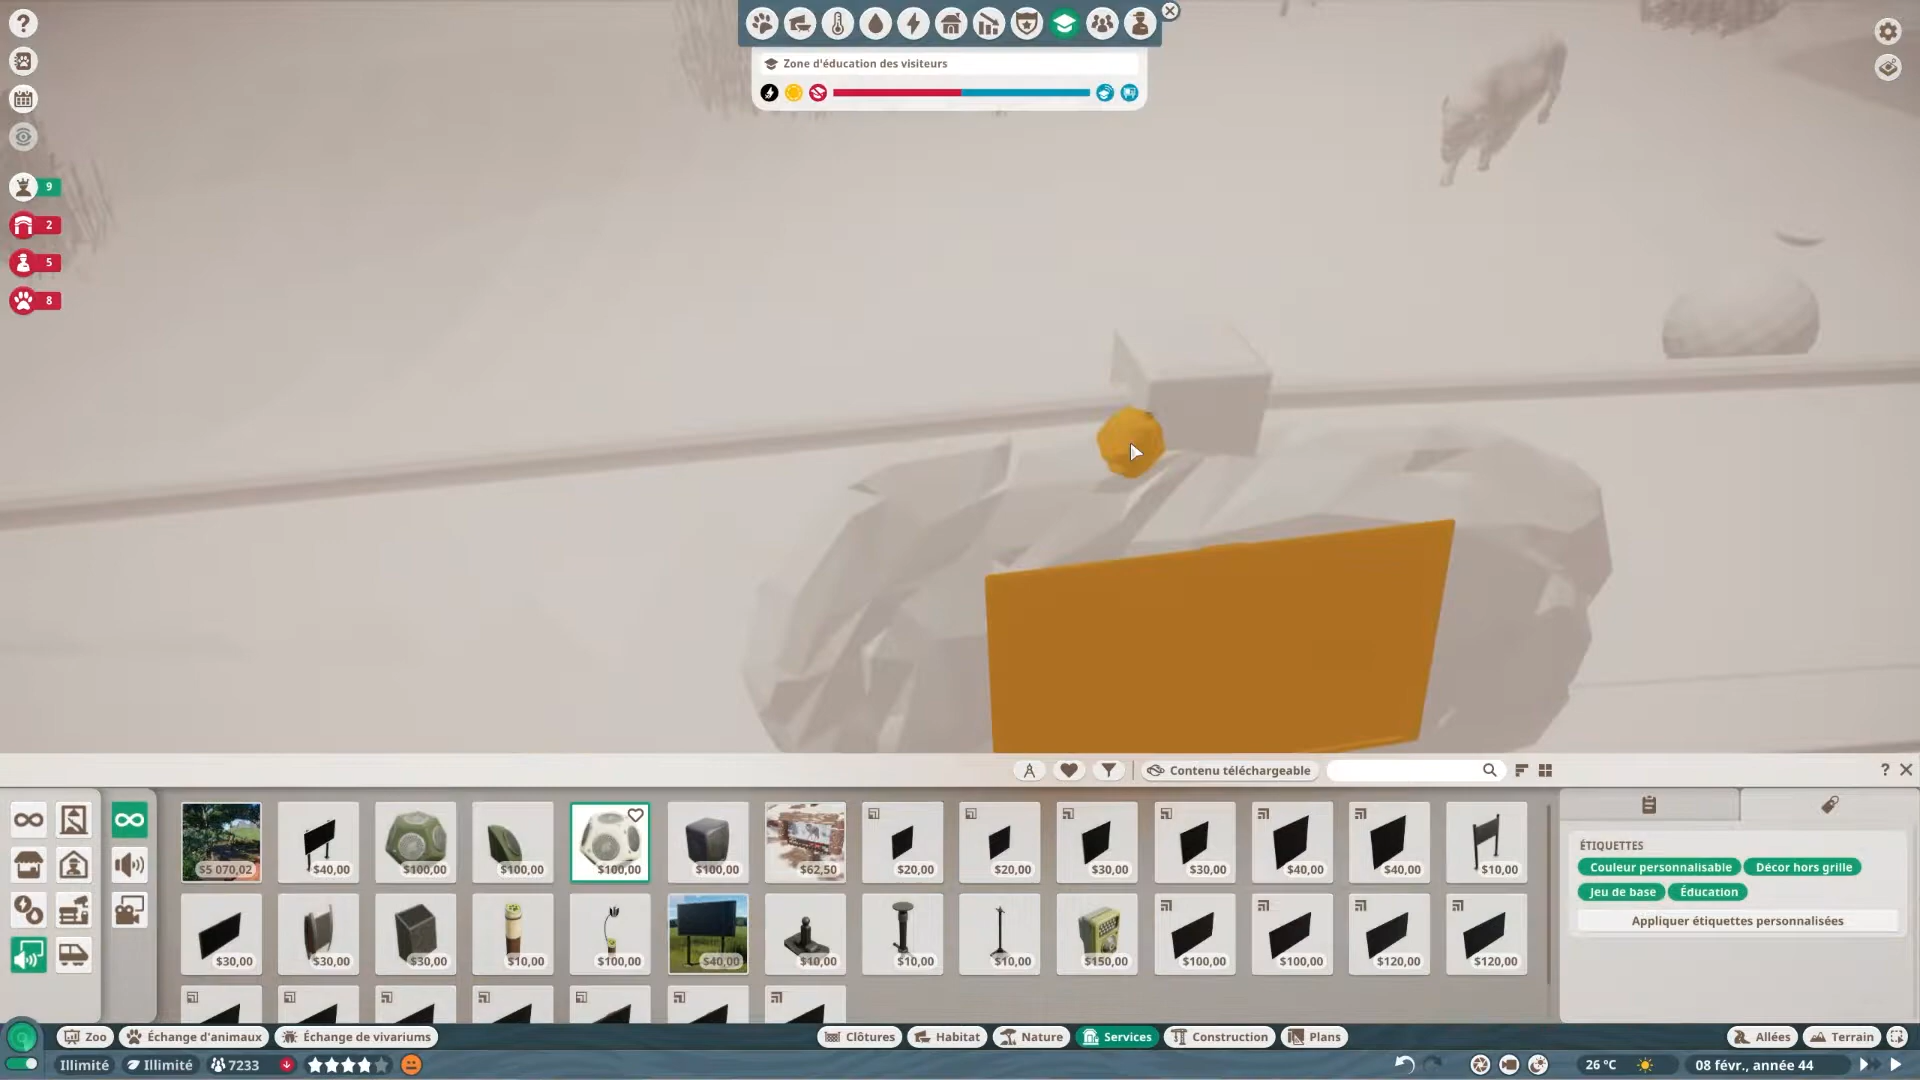 Zone d'éducation des visiteurs
9
2
5
8
Contenu téléchargeable
$5 070,02
$40,00
$100,00
$100,00
$100,00
$100,00
$62,50
$20,00
$20,00
$30,00
$30,00
$40,00
$40,00
$10,00
$30,00
$30,00
$30,00
$10,00
$100,00
$40,00
$10,00
$10,00
$10,00
$150,00
$100,00
$100,00
$120,00
$120,00
ÉTIQUETTES
Couleur personnalisable
Décor hors grille
Jeu de base
Éducation
Appliquer étiquettes personnalisées
Zoo
Échange d'animaux
Échange de vivariums
Clôtures
Habitat
Nature
Services
Construction
Plans
Allées
Terrain
Illimité
Illimité
7233
26 °C
08 févr., année 44